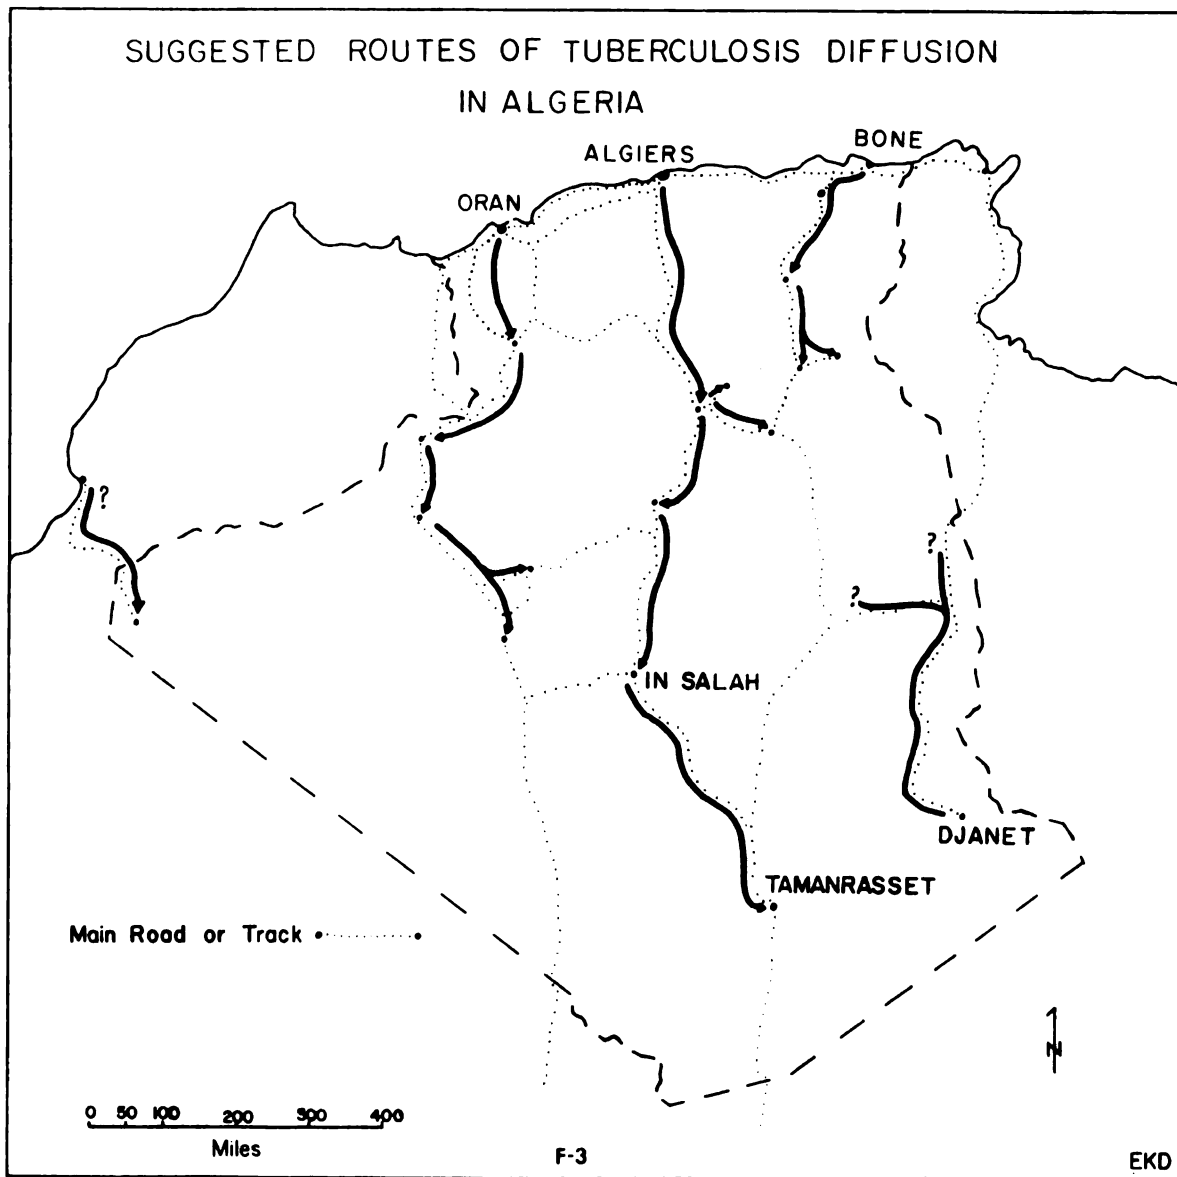 SUGGESTED ROUTES OF TUBERCULOSIS DIFFUSION
IN ALGERIA
BONE
ALGIERS
ORAN
?
?
?
IN SALAH
DJANET
TAMANRASSET
Main Road or Track
N
0 50 100 200 300 400
Miles
F-3
EKD